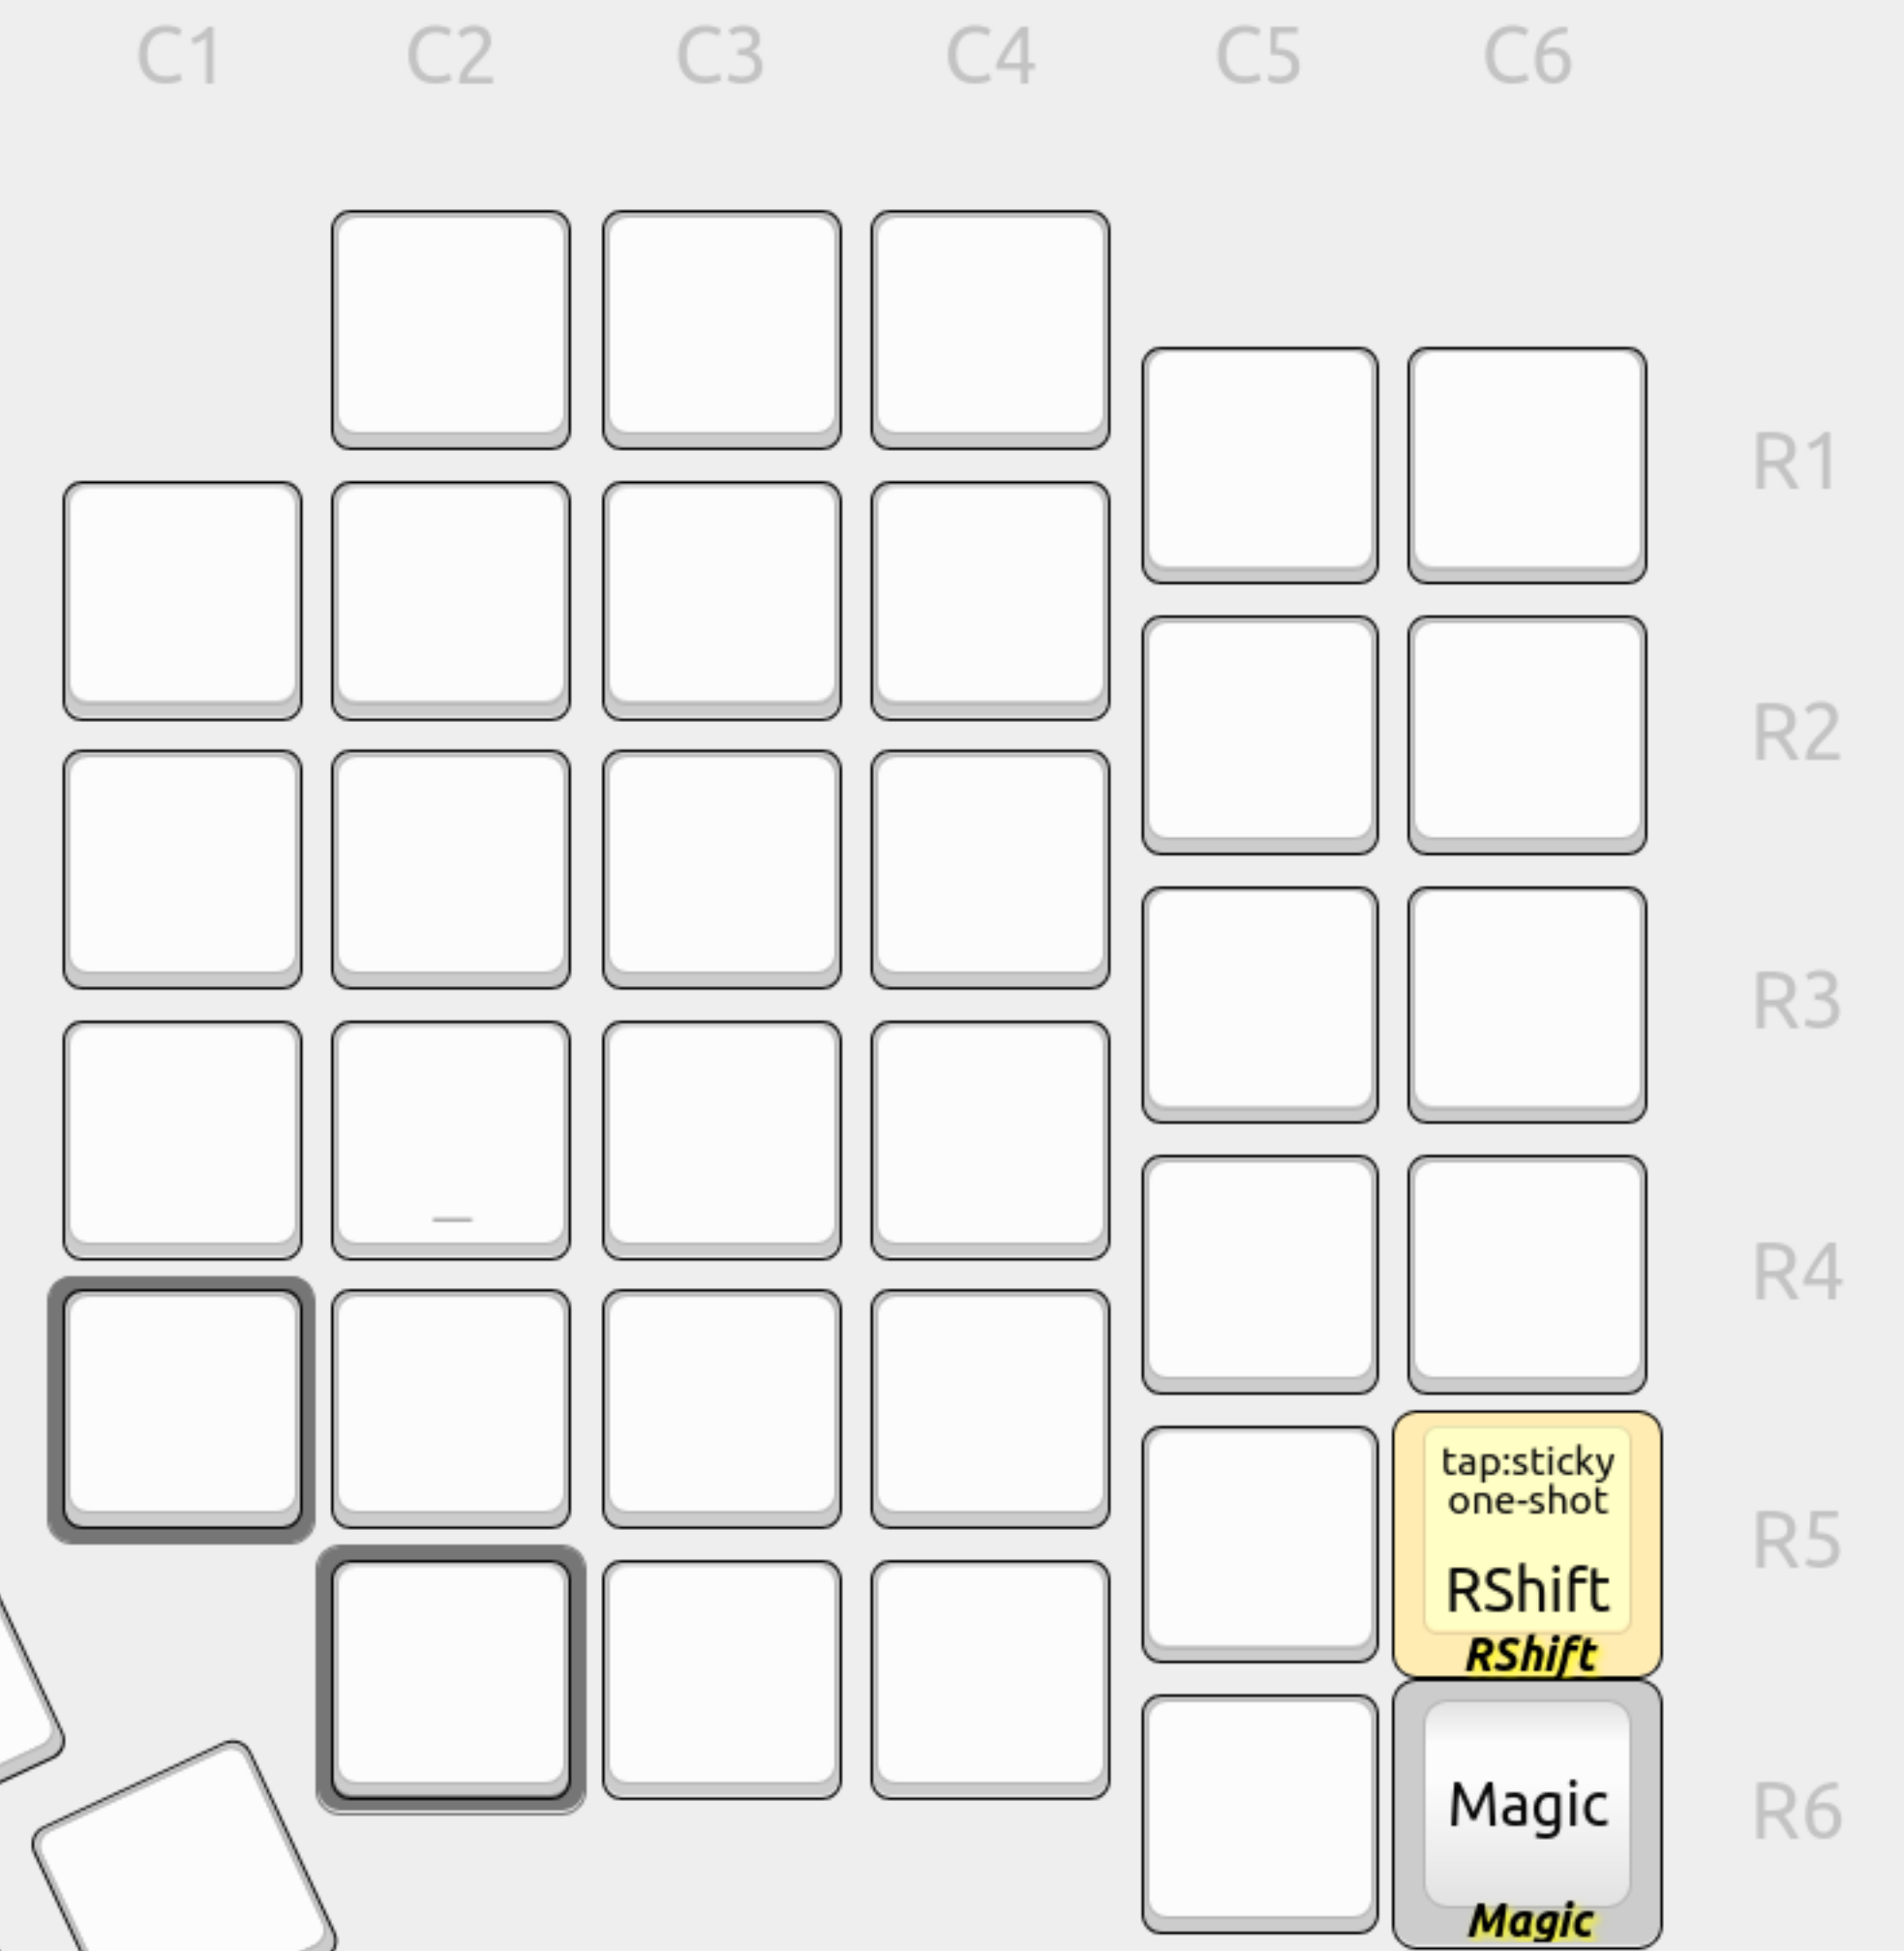 C1 C2 C3 C4 C5 C6
R1
R2
R3
_
R4
tap:sticky
one-shot
RShift
RShift
R5
Magic
Magic
R6